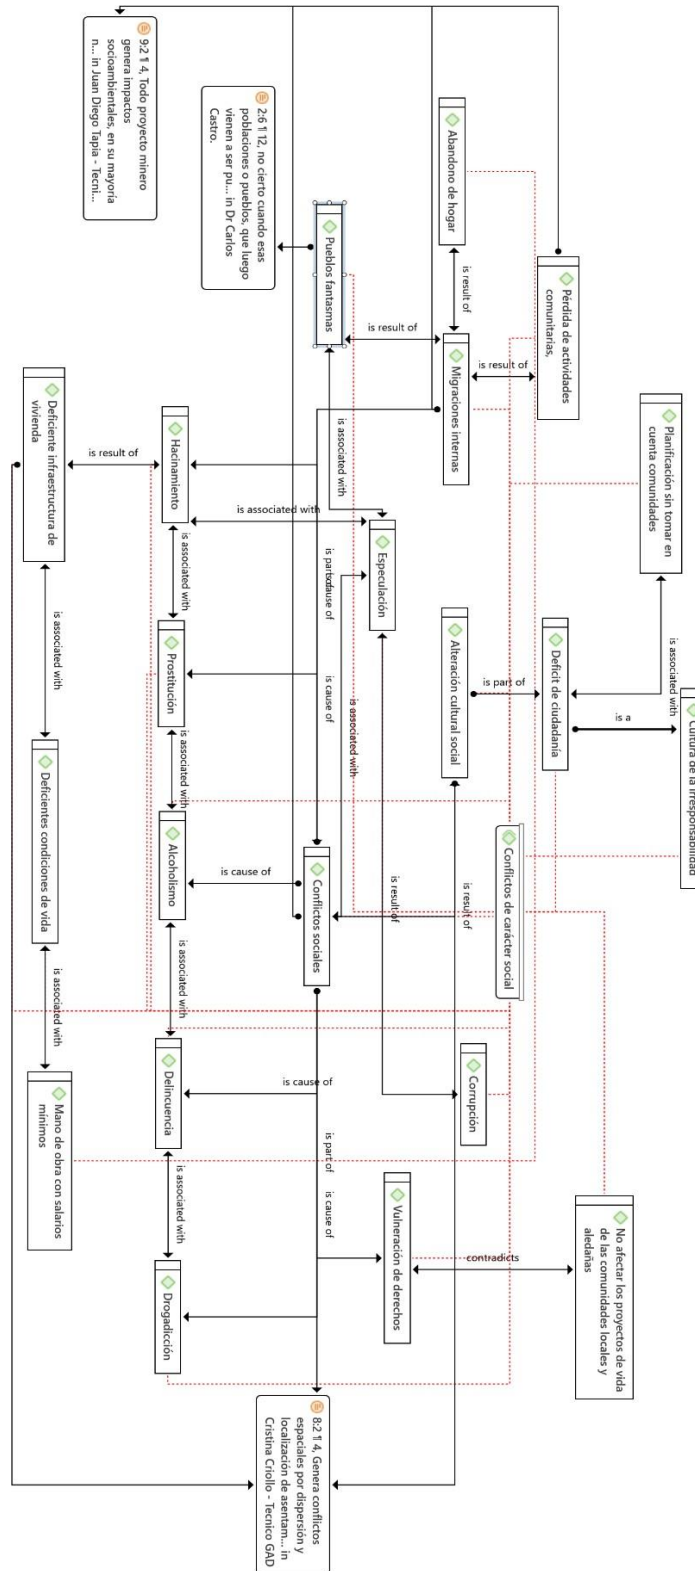 9:2 ¶ 4, Todo proyecto minero
genera impactos
socioambientales, en su mayoria
n... in Juan Diego Tapia - Tecni...
2:6 ¶ 12, no cierto cuando esas
poblaciones o pueblos, que luego
vienen a ser pu... in Dr Carlos
Castro.
Abandono de hogar
Pueblos fantasmas
is result of
Pérdida de actividades
comunitarias,
is result of
Migraciones internas
is result of
Planificación sin tomar en
cuenta comunidades
Deficiente infraestructura de
vivienda
is result of
Hacinamiento
is associated with
is associated with
Especulación
is associated with
is part of
is cause of
is associated with
Prostitución
is cause of
is associated with
Alteración cultural social
is part of
Deficit de ciudadanía
is associated with
is a
Cultura de la irresponsabilidad
is associated with
Deficientes condiciones de vida
is associated with
Alcoholismo
is cause of
Conflictos sociales
is result of
is result of
Conflictos de carácter social
is associated with
is associated with
Mano de obra con salarios
mínimos
Delincuencia
is cause of
Corrupción
is associated with
is part of
is cause of
Vulneración de derechos
contradicts
No afectar los proyectos de vida
de las comunidades locales y
aledañas
Drogadicción
8:2 ¶ 4, Genera conflictos
espaciales por dispersión y
localización de asentam... in
Cristina Criollo - Tecnico GAD